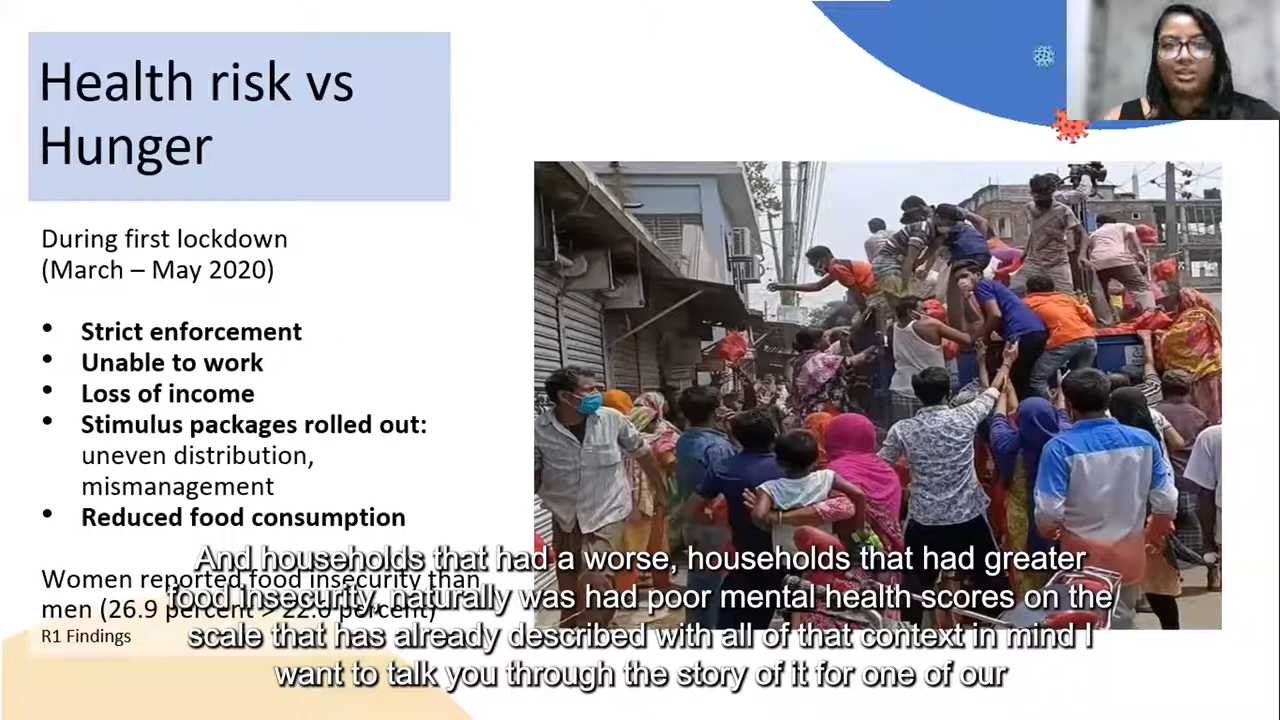 Health risk vs
Hunger
During first lockdown
(March – May 2020)
• Strict enforcement
• Unable to work
• Loss of income
• Stimulus packages rolled out:
uneven distribution,
mismanagement
• Reduced food consumption
Women reported food insecurity than
men (26.9 percent > percent)
R1 Findings
And households that had a worse, households that had greater
food insecurity, naturally was had poor mental health scores on the
scale that has already described with all of that context in mind I
want to talk you through the story of it for one of our